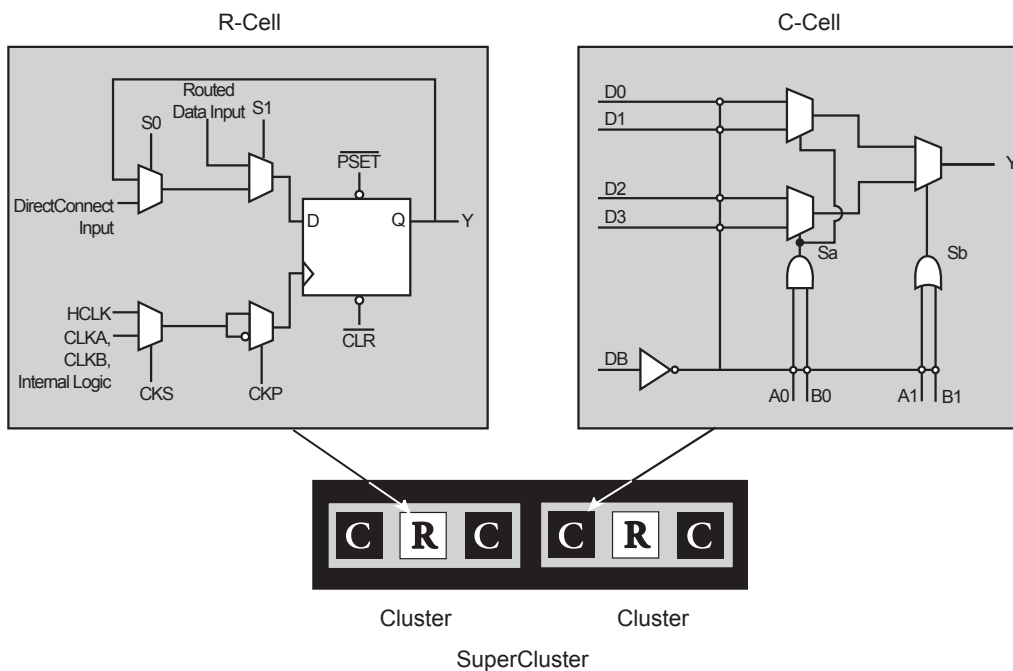 R-Cell
Routed
Data Input
S1
S0
PSET
DirectConnect
Input
D
Q
Y
HCLK
CLKA,
CLKB,
Internal Logic
CLR
CKS
CKP
C-Cell
D0
D1
Y
D2
D3
Sa
Sb
DB
A0
B0
A1
B1
C R C
C R C
Cluster
Cluster
SuperCluster